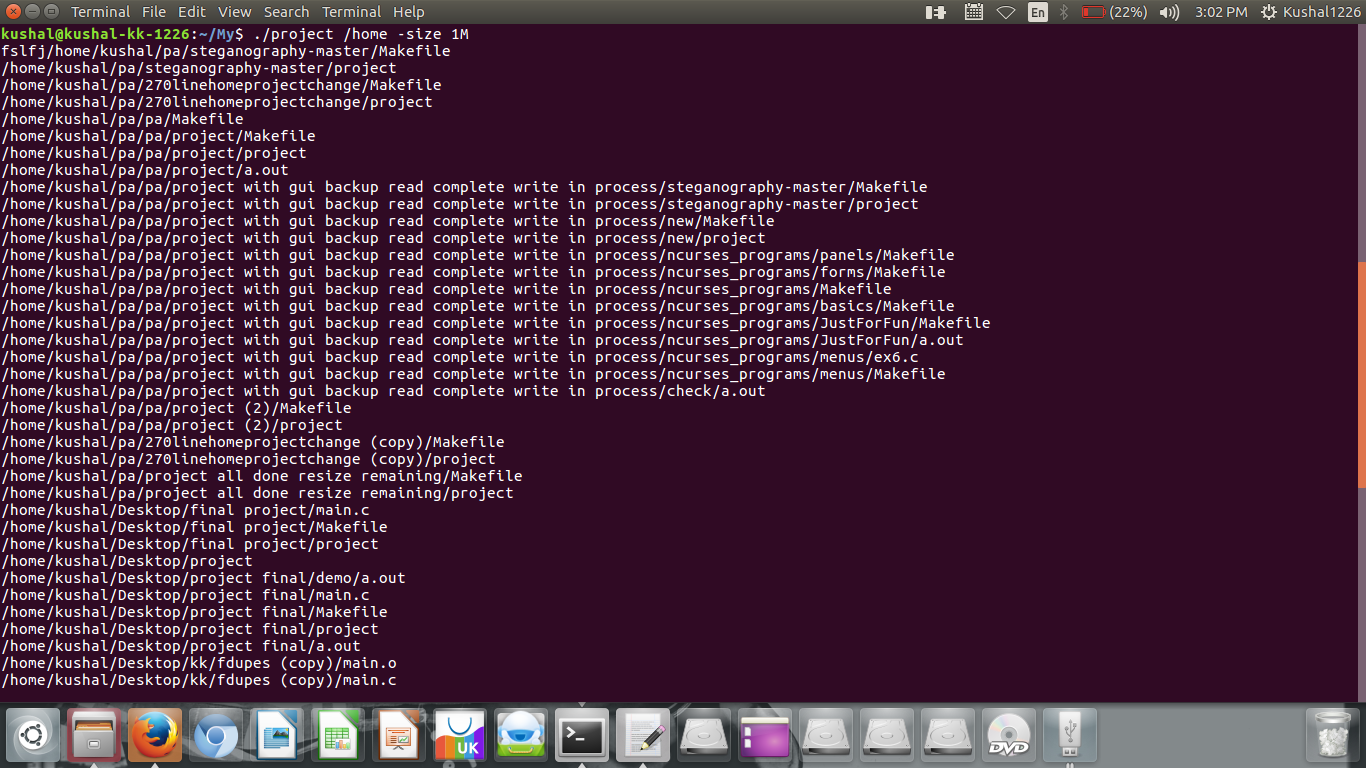 Terminal File Edit View Search Terminal Help En (22%) 3:02 PM Kushal1226
kushal@kushal-kk-1226:~/My$ ./project /home -size 1M
fslfj/home/kushal/pa/steganography-master/Makefile
/home/kushal/pa/steganography-master/project
/home/kushal/pa/270linehomeprojectchange/Makefile
/home/kushal/pa/270linehomeprojectchange/project
/home/kushal/pa/pa/Makefile
/home/kushal/pa/pa/project/Makefile
/home/kushal/pa/pa/project/project
/home/kushal/pa/pa/project/a.out
/home/kushal/pa/pa/project with gui backup read complete write in process/steganography-master/Makefile
/home/kushal/pa/pa/project with gui backup read complete write in process/steganography-master/project
/home/kushal/pa/pa/project with gui backup read complete write in process/new/Makefile
/home/kushal/pa/pa/project with gui backup read complete write in process/new/project
/home/kushal/pa/pa/project with gui backup read complete write in process/ncurses_programs/panels/Makefile
/home/kushal/pa/pa/project with gui backup read complete write in process/ncurses_programs/forms/Makefile
/home/kushal/pa/pa/project with gui backup read complete write in process/ncurses_programs/Makefile
/home/kushal/pa/pa/project with gui backup read complete write in process/ncurses_programs/basics/Makefile
/home/kushal/pa/pa/project with gui backup read complete write in process/ncurses_programs/JustForFun/Makefile
/home/kushal/pa/pa/project with gui backup read complete write in process/ncurses_programs/JustForFun/a.out
/home/kushal/pa/pa/project with gui backup read complete write in process/ncurses_programs/menus/ex6.c
/home/kushal/pa/pa/project with gui backup read complete write in process/ncurses_programs/menus/Makefile
/home/kushal/pa/pa/project with gui backup read complete write in process/check/a.out
/home/kushal/pa/pa/project (2)/Makefile
/home/kushal/pa/pa/project (2)/project
/home/kushal/pa/270linehomeprojectchange (copy)/Makefile
/home/kushal/pa/270linehomeprojectchange (copy)/project
/home/kushal/pa/project all done resize remaining/Makefile
/home/kushal/pa/project all done resize remaining/project
/home/kushal/Desktop/final project/main.c
/home/kushal/Desktop/final project/Makefile
/home/kushal/Desktop/final project/project
/home/kushal/Desktop/project
/home/kushal/Desktop/project final/demo/a.out
/home/kushal/Desktop/project final/main.c
/home/kushal/Desktop/project final/Makefile
/home/kushal/Desktop/project final/project
/home/kushal/Desktop/project final/a.out
/home/kushal/Desktop/kk/fdupes (copy)/main.o
/home/kushal/Desktop/kk/fdupes (copy)/main.c
UK
DVD